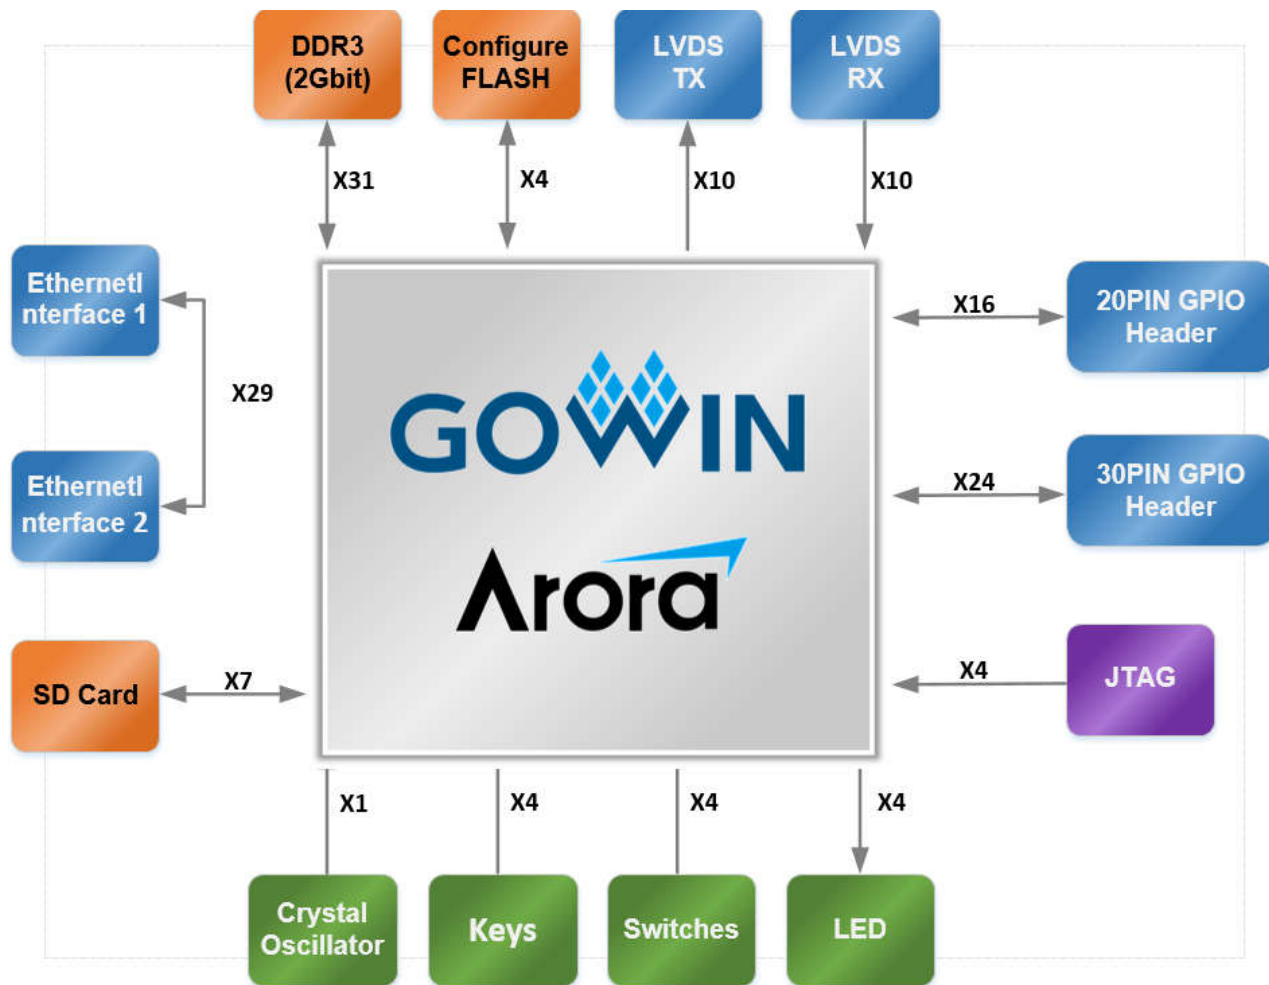 DDR3
(2Gbit)
Configure
FLASH
LVDS
TX
LVDS
RX
X31
X4
X10
X10
EthernetI
nterface 1
X29
EthernetI
nterface 2
SD Card
X7
GOWIN
Arora
X16
20PIN GPIO
Header
X24
30PIN GPIO
Header
X4
JTAG
X1
X4
X4
X4
Crystal
Oscillator
Keys
Switches
LED